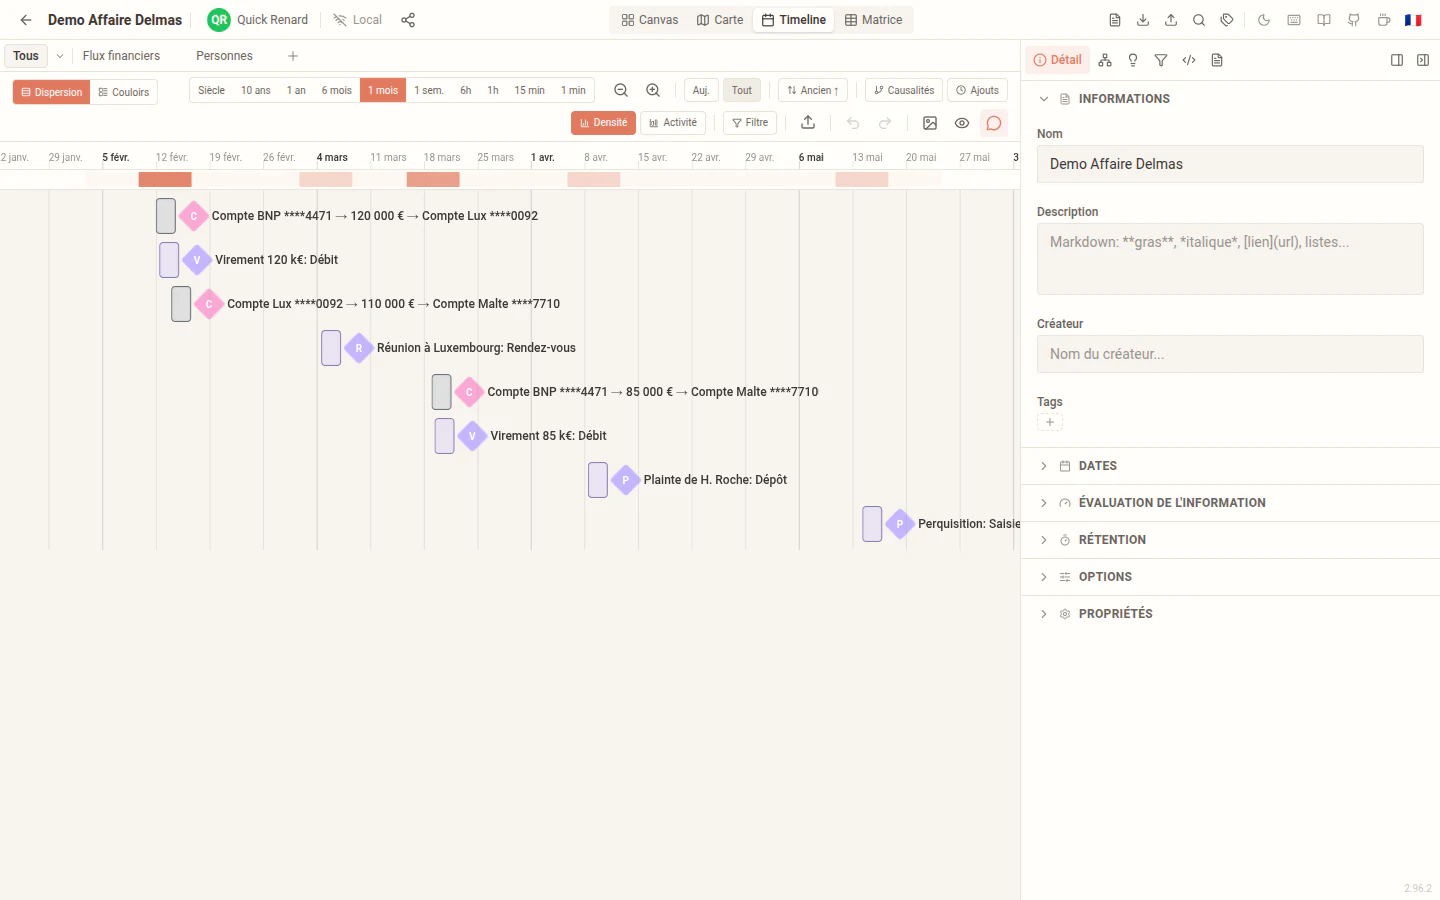 Demo Affaire Delmas
QR Quick Renard
Local
Canvas Carte Timeline Matrice
Tous Flux financiers Personnes
Détail
Dispersion Couloirs
Siècle 10 ans 1 an 6 mois 1 mois 1 sem. 6h 1h 15 min 1 min
Auj. Tout Ancien ↑ Causalités Ajouts
Densité Activité Filtre
2 janv. 29 janv. 5 févr. 12 févr. 19 févr. 26 févr. 4 mars 11 mars 18 mars 25 mars 1 avr. 8 avr. 15 avr. 22 avr. 29 avr. 6 mai 13 mai 20 mai 27 mai 3
C Compte BNP ****4471 → 120 000 € → Compte Lux ****0092
V Virement 120 k€: Débit
C Compte Lux ****0092 → 110 000 € → Compte Malte ****7710
R Réunion à Luxembourg: Rendez-vous
C Compte BNP ****4471 → 85 000 € → Compte Malte ****7710
V Virement 85 k€: Débit
P Plainte de H. Roche: Dépôt
P Perquisition: Saisie
INFORMATIONS
Nom
Demo Affaire Delmas
Description
Markdown: **gras**, *italique*, [lien](url), listes...
Créateur
Nom du créateur...
Tags
DATES
ÉVALUATION DE L'INFORMATION
RÉTENTION
OPTIONS
PROPRIÉTÉS
2.96.2